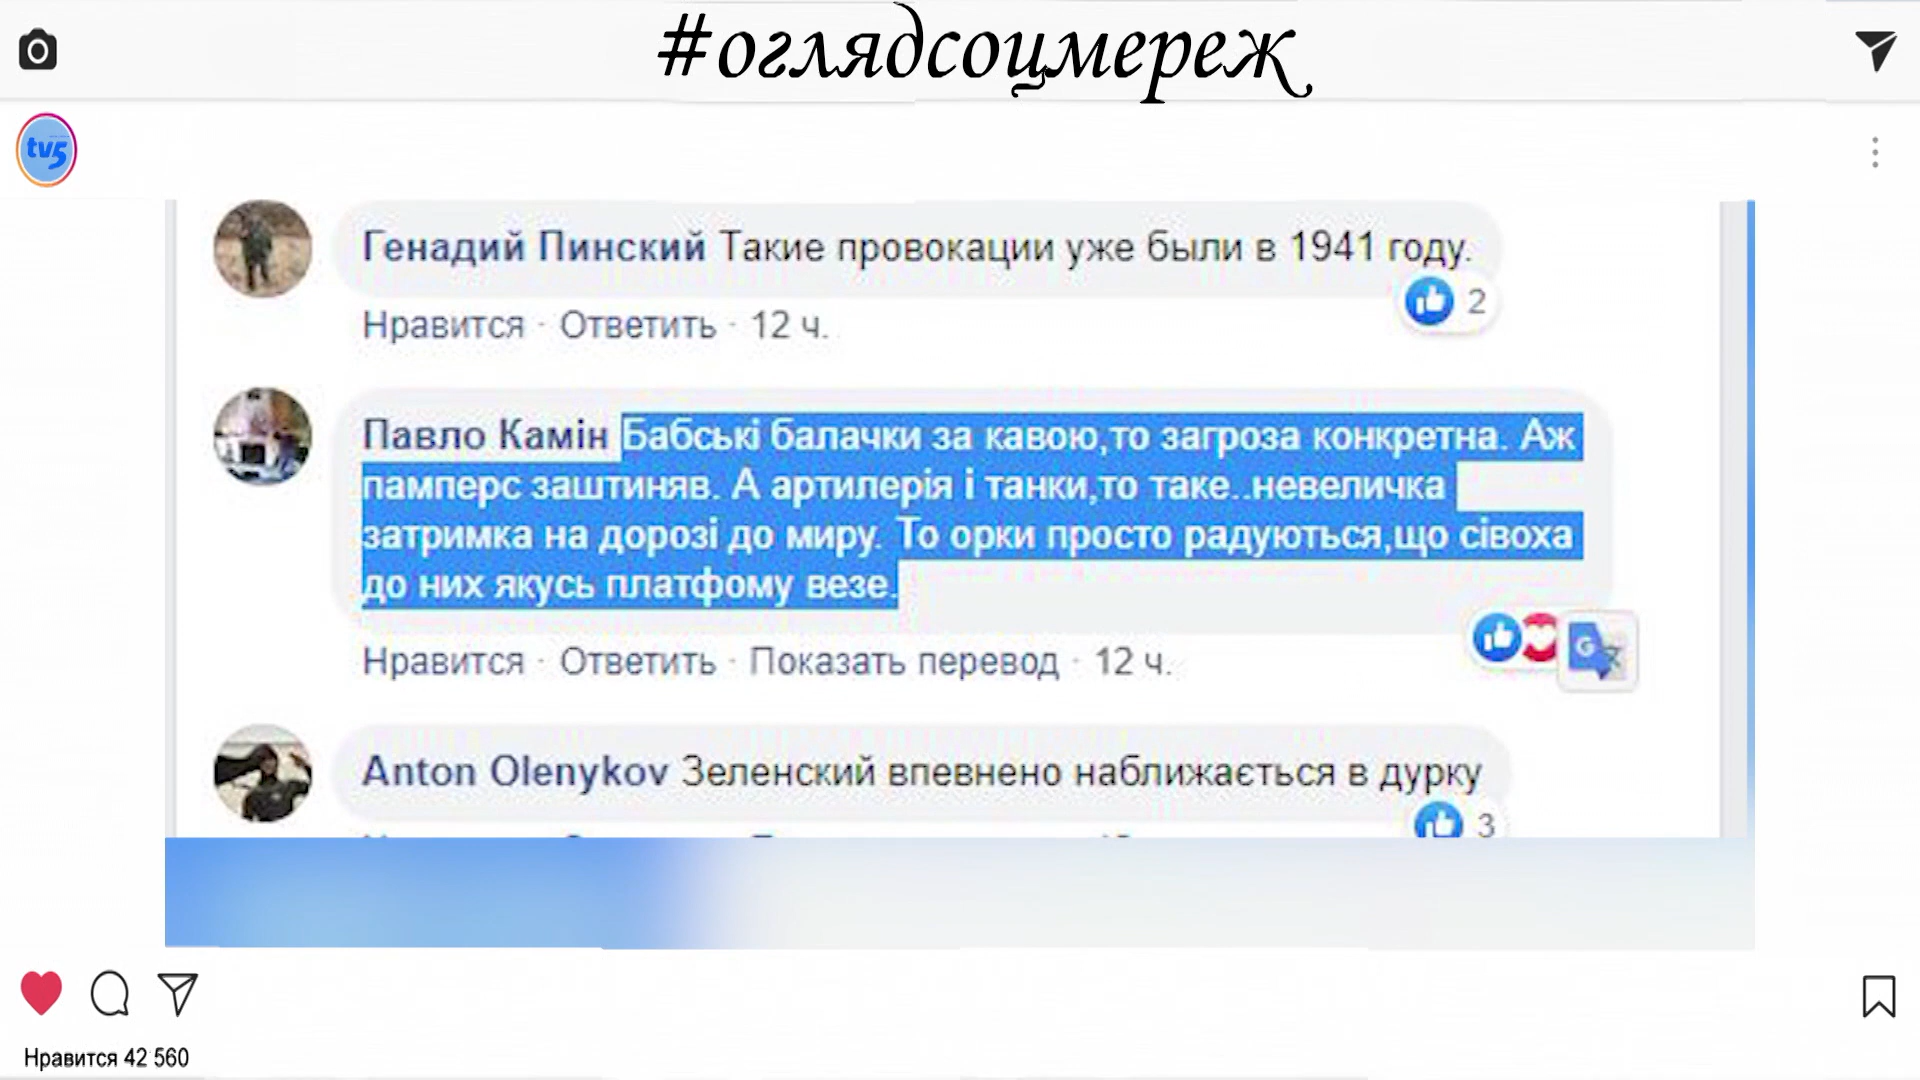 #оглядсоцмереж
tv5
Генадий Пинский Такие провокации уже были в 1941 году.
2
Нравится · Ответить · 12 ч.
Павло Камін Бабські балачки за кавою,то загроза конкретна. Аж
памперс заштиняв. А артилерія і танки,то таке..невеличка
затримка на дорозі до миру. То орки просто радуються,що сівоха
до них якусь платфому везе.
Нравится · Ответить · Показать перевод · 12 ч.
Anton Olenykov Зеленский впевнено наближається в дурку
3
Нравится 42 560